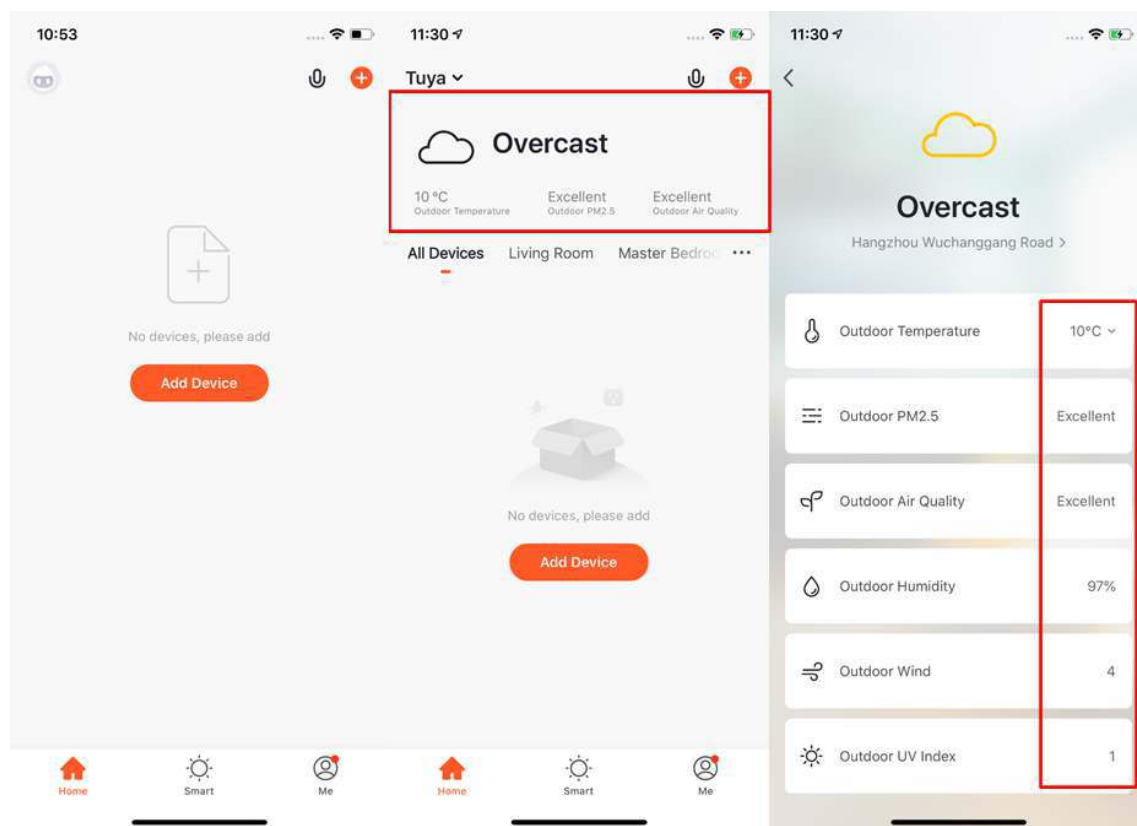 10:53
No devices, please add
Add Device
Home
Smart
Me
11:30
Tuya
Overcast
10 °C
Excellent
Excellent
Outdoor Temperature
Outdoor PM2.5
Outdoor Air Quality
All Devices
Living Room
Master Bedroo
No devices, please add
Add Device
Home
Smart
Me
11:30
Overcast
Hangzhou Wuchanggang Road >
Outdoor Temperature 10°C
Outdoor PM2.5 Excellent
Outdoor Air Quality Excellent
Outdoor Humidity 97%
Outdoor Wind 4
Outdoor UV Index 1